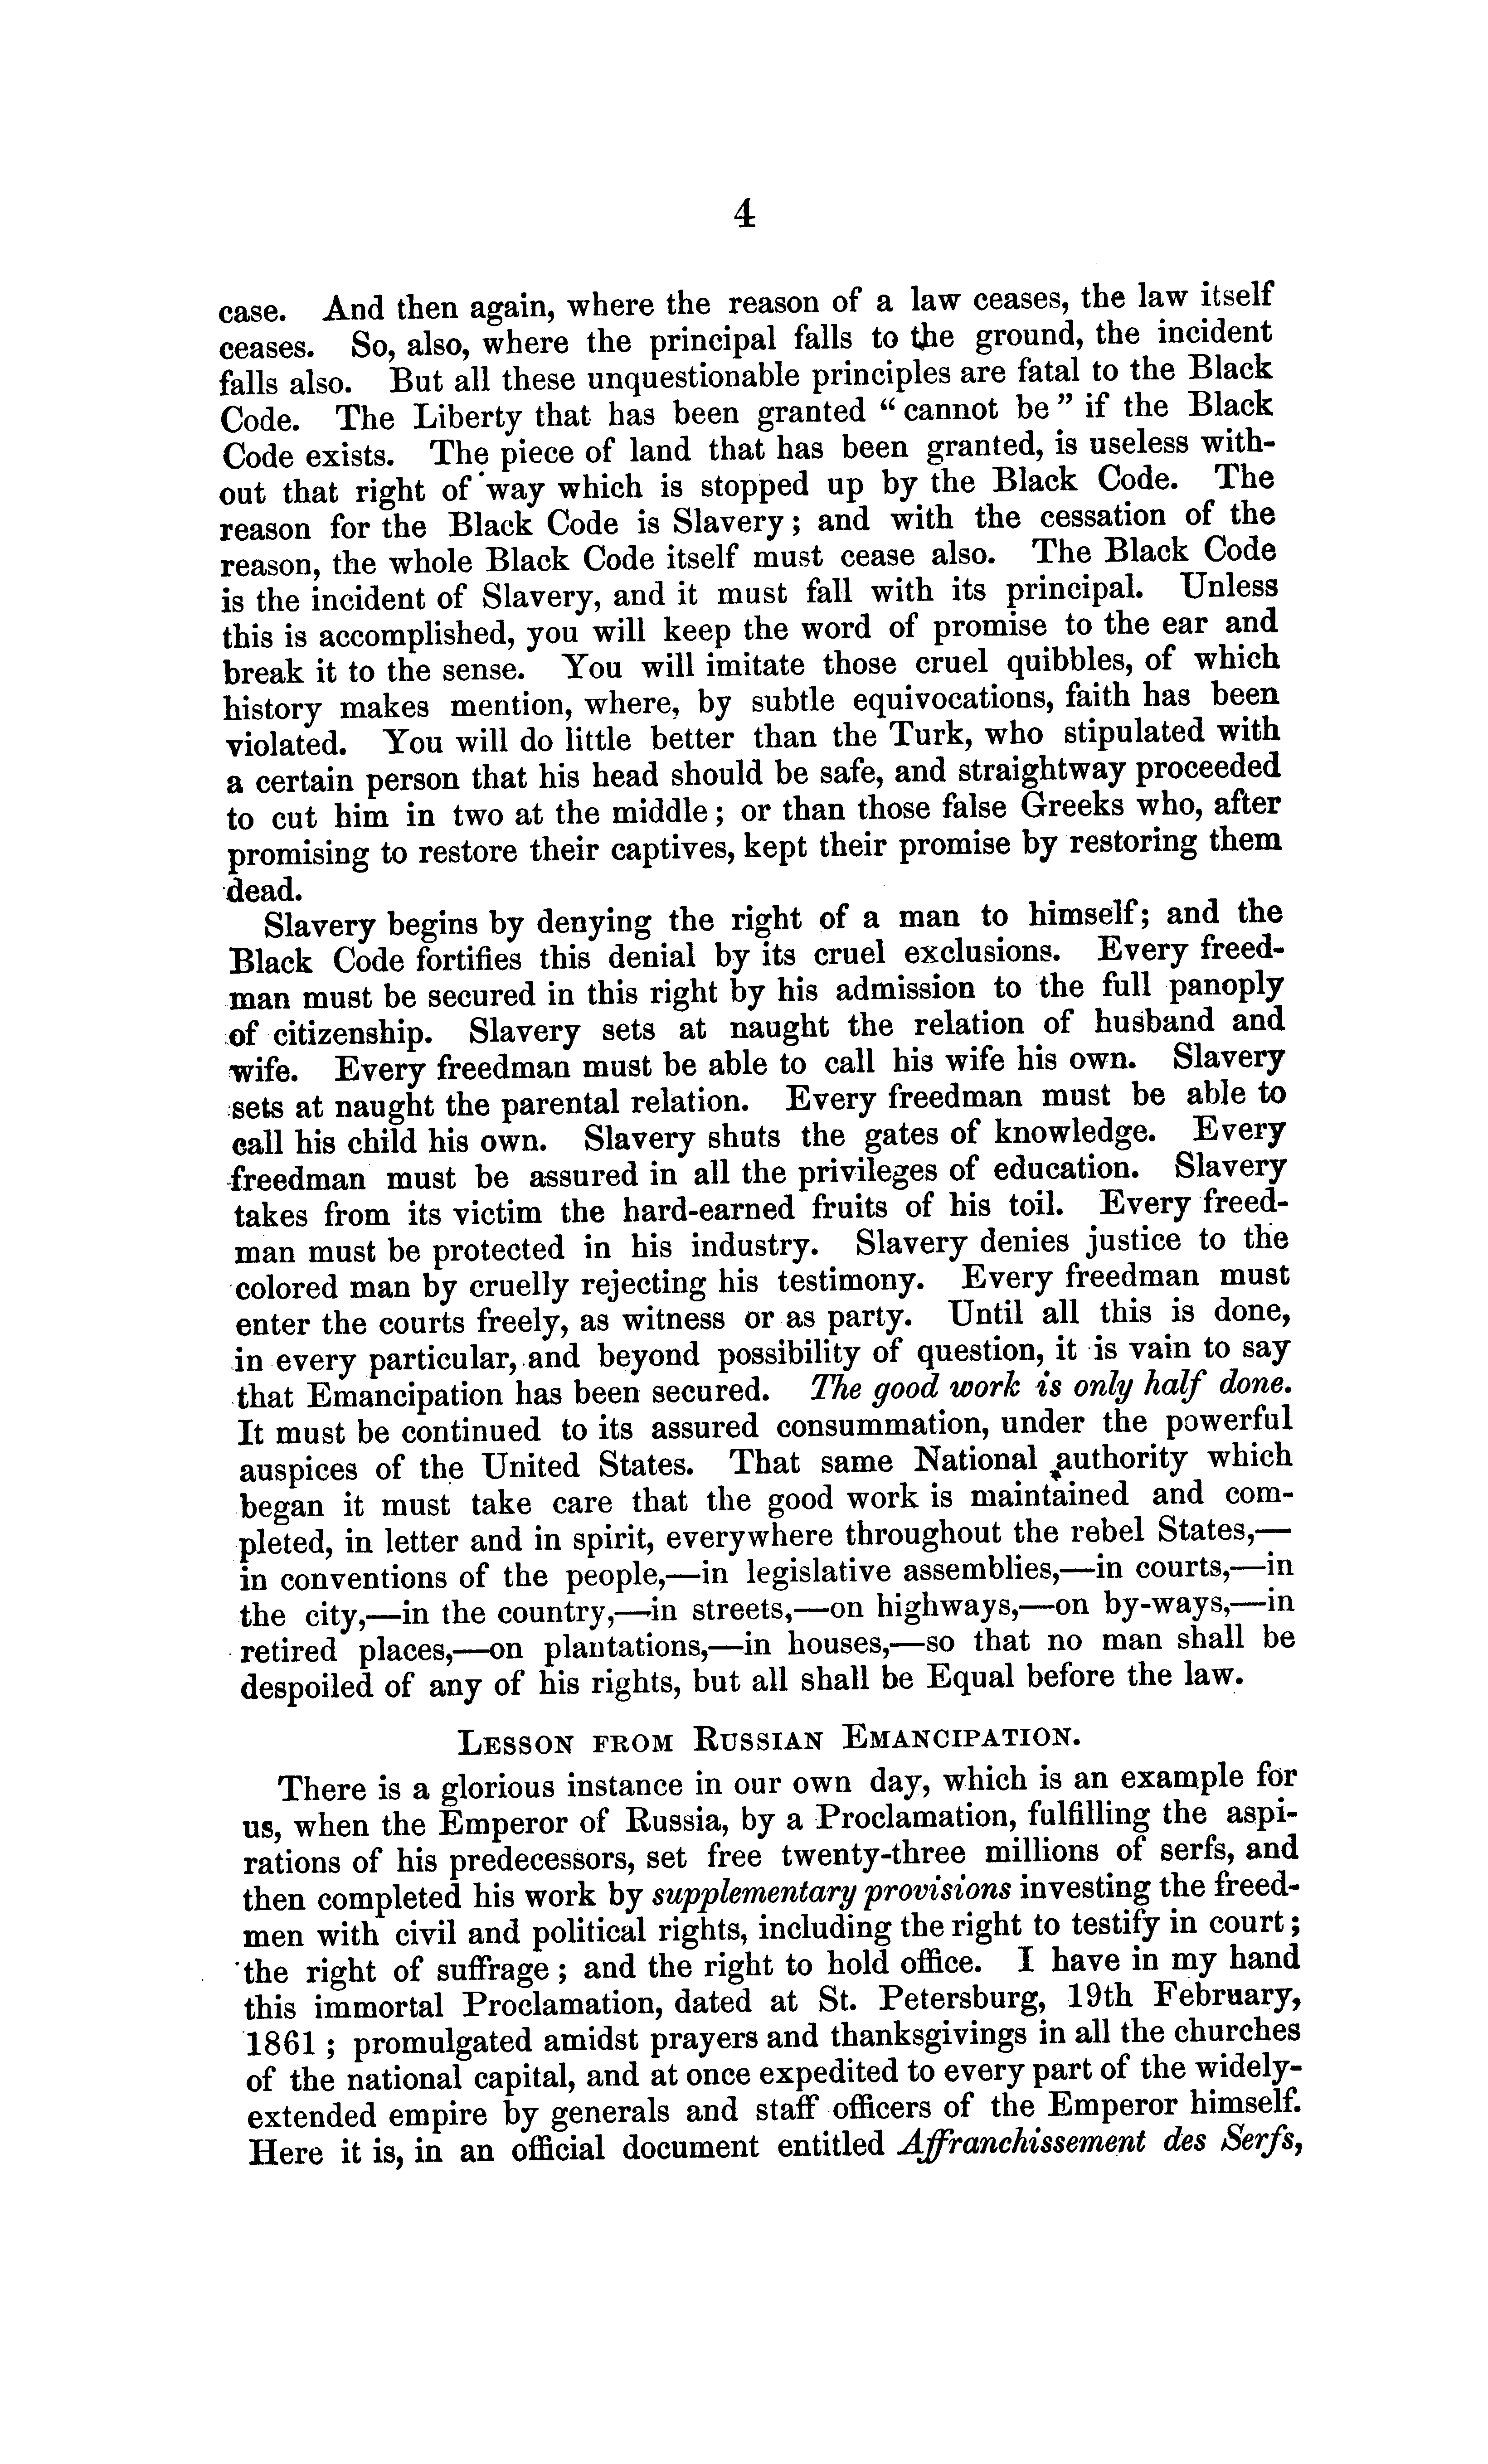 4
case. And then again, where the reason of a law ceases, the law itself
ceases. So, also, where the principal falls to the ground, the incident
falls also. But all these unquestionable principles are fatal to the Black
Code. The Liberty that has been granted “cannot be” if the Black
Code exists. The piece of land that has been granted, is useless with-
out that right of way which is stopped up by the Black Code. The
reason for the Black Code is Slavery; and with the cessation of the
reason, the whole Black Code itself must cease also. The Black Code
is the incident of Slavery, and it must fall with its principal. Unless
this is accomplished, you will keep the word of promise to the ear and
break it to the sense. You will imitate those cruel quibbles, of which
history makes mention, where, by subtle equivocations, faith has been
violated. You will do little better than the Turk, who stipulated with
a certain person that his head should be safe, and straightway proceeded
to cut him in two at the middle; or than those false Greeks who, after
promising to restore their captives, kept their promise by restoring them
dead.
Slavery begins by denying the right of a man to himself; and the
Black Code fortifies this denial by its cruel exclusions. Every freed-
man must be secured in this right by his admission to the full panoply
of citizenship. Slavery sets at naught the relation of husband and
wife. Every freedman must be able to call his wife his own. Slavery
sets at naught the parental relation. Every freedman must be able to
call his child his own. Slavery shuts the gates of knowledge. Every
freedman must be assured in all the privileges of education. Slavery
takes from its victim the hard-earned fruits of his toil. Every freed-
man must be protected in his industry. Slavery denies justice to the
colored man by cruelly rejecting his testimony. Every freedman must
enter the courts freely, as witness or as party. Until all this is done,
in every particular, and beyond possibility of question, it is vain to say
that Emancipation has been secured. The good work is only half done.
It must be continued to its assured consummation, under the powerful
auspices of the United States. That same National authority which
began it must take care that the good work is maintained and com-
pleted, in letter and in spirit, everywhere throughout the rebel States,—
in conventions of the people,—in legislative assemblies,—in courts,—in
the city,—in the country,—in streets,—on highways,—on by-ways,—in
retired places,—on plantations,—in houses,—so that no man shall be
despoiled of any of his rights, but all shall be Equal before the law.
LESSON FROM RUSSIAN EMANCIPATION.
There is a glorious instance in our own day, which is an example for
us, when the Emperor of Russia, by a Proclamation, fulfilling the aspi-
rations of his predecessors, set free twenty-three millions of serfs, and
then completed his work by supplementary provisions investing the freed-
men with civil and political rights, including the right to testify in court;
the right of suffrage; and the right to hold office. I have in my hand
this immortal Proclamation, dated at St. Petersburg, 19th February,
1861; promulgated amidst prayers and thanksgivings in all the churches
of the national capital, and at once expedited to every part of the widely-
extended empire by generals and staff officers of the Emperor himself.
Here it is, in an official document entitled Affranchissement des Serfs,